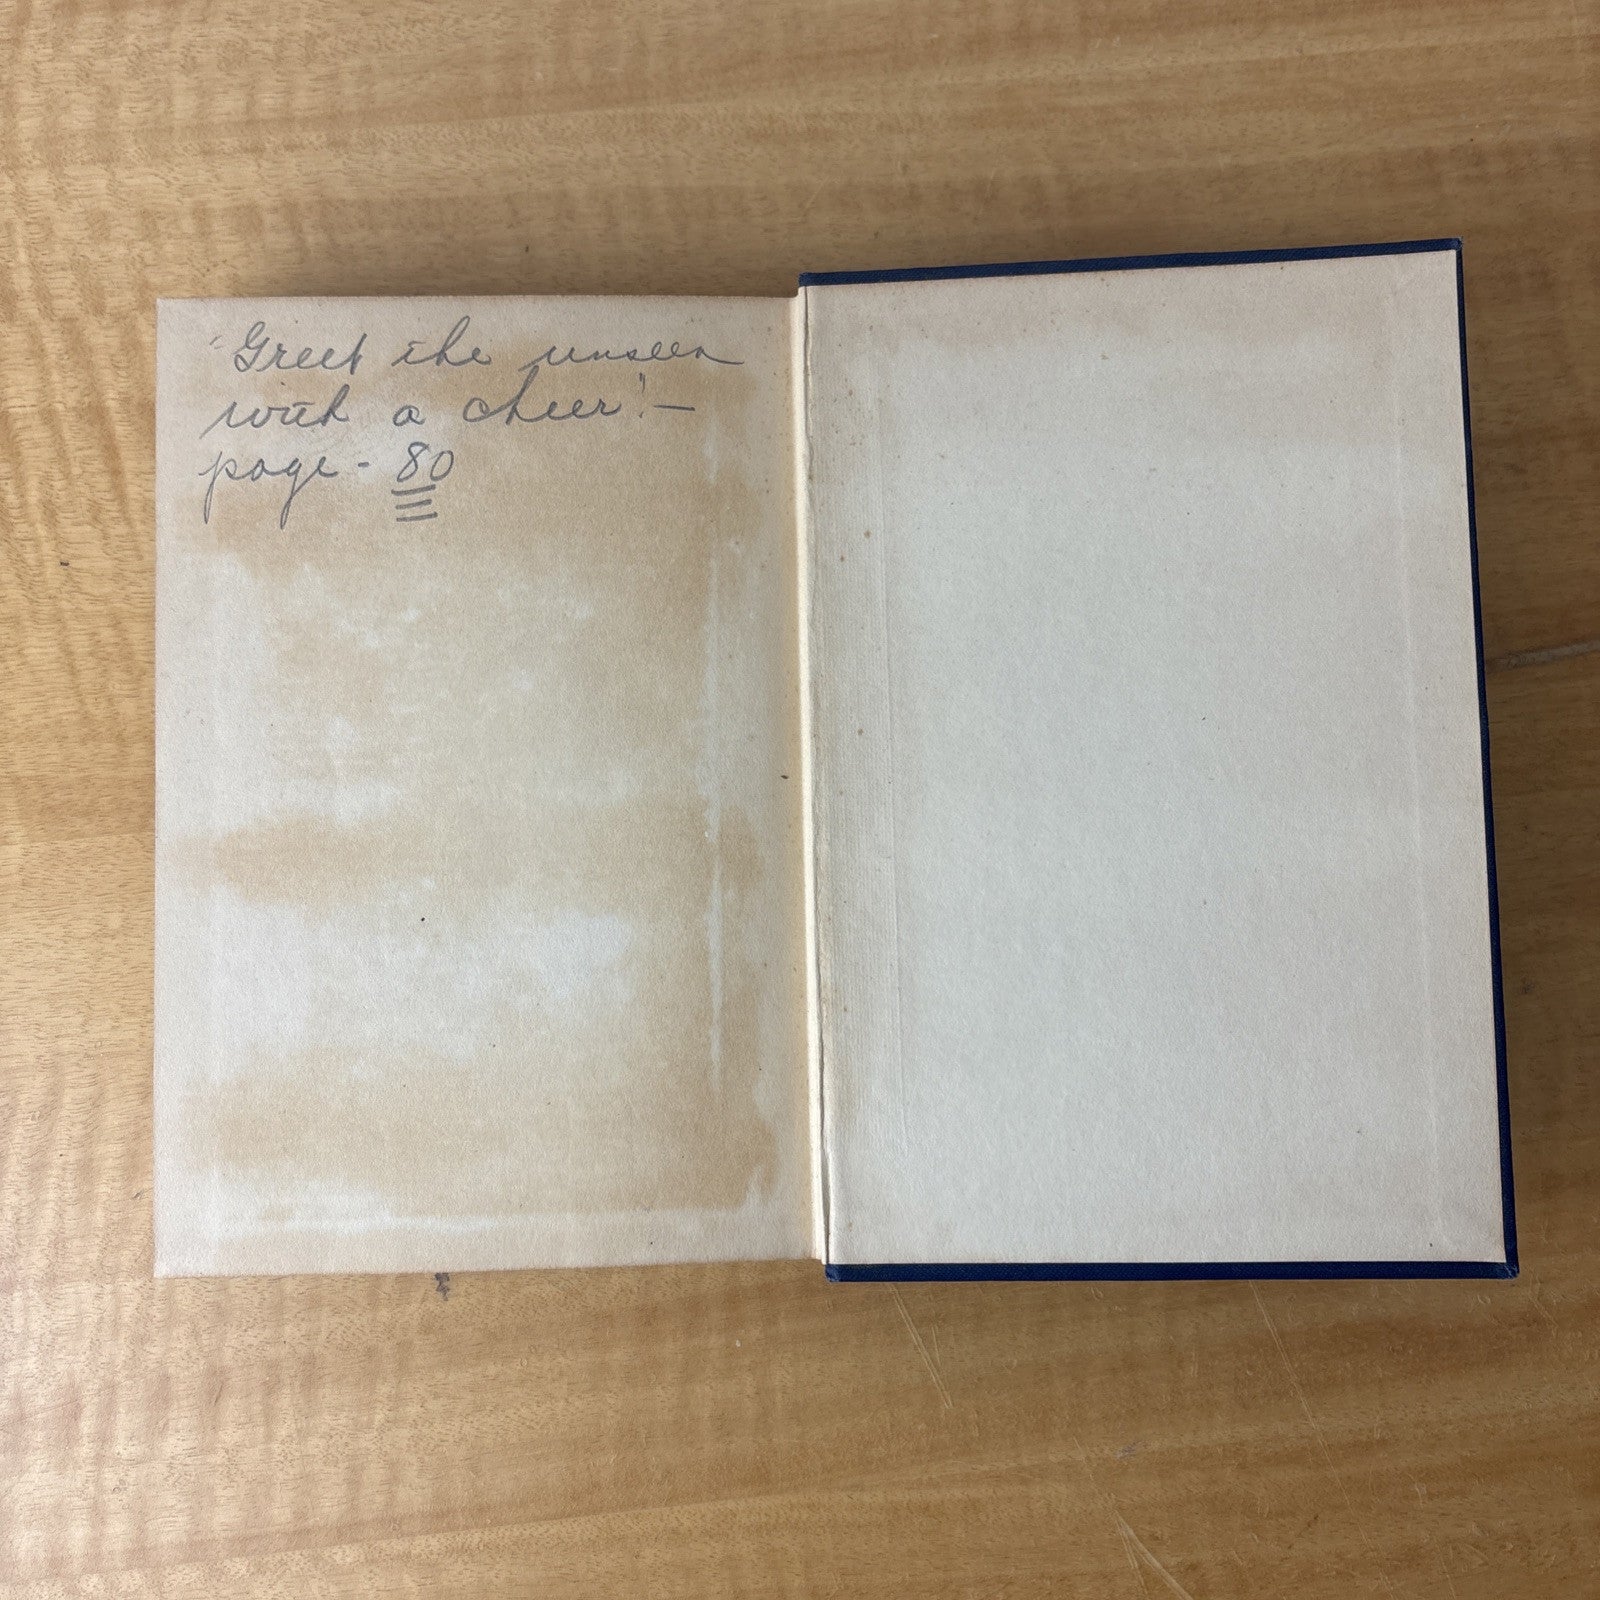 "Greet the unseen
with a cheer"! —
page - 80